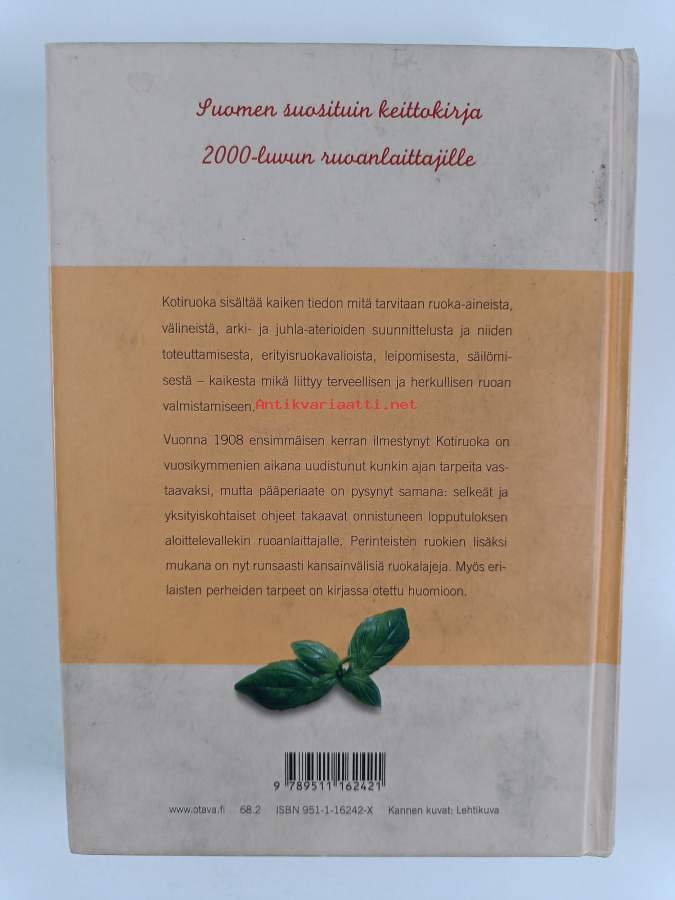 Suomen suosituin keittokirja
2000-luvun ruoanlaittajille
Kotiruoka sisältää kaiken tiedon mitä tarvitaan ruoka-aineista,
välineistä, arki- ja juhla-aterioiden suunnittelusta ja niiden
toteuttamisesta, erityisruokavalioista, leipomisesta, säilömi-
sestä – kaikesta mikä liittyy terveellisen ja herkullisen ruoan
valmistamiseen. Antikvariaatti.net
Vuonna 1908 ensimmäisen kerran ilmestynyt Kotiruoka on
vuosikymmenien aikana uudistunut kunkin ajan tarpeita vas-
taavaksi, mutta pääperiaate on pysynyt samana: selkeät ja
yksityiskohtaiset ohjeet takaavat onnistuneen lopputuloksen
aloittelevallekin ruoanlaittajalle. Perinteisten ruokien lisäksi
mukana on nyt runsaasti kansainvälisiä ruokalajeja. Myös eri-
laisten perheiden tarpeet on kirjassa otettu huomioon.
9 789511 162421
www.otava.fi 68.2 ISBN 951-1-16242-X Kannen kuvat: Lehtikuva